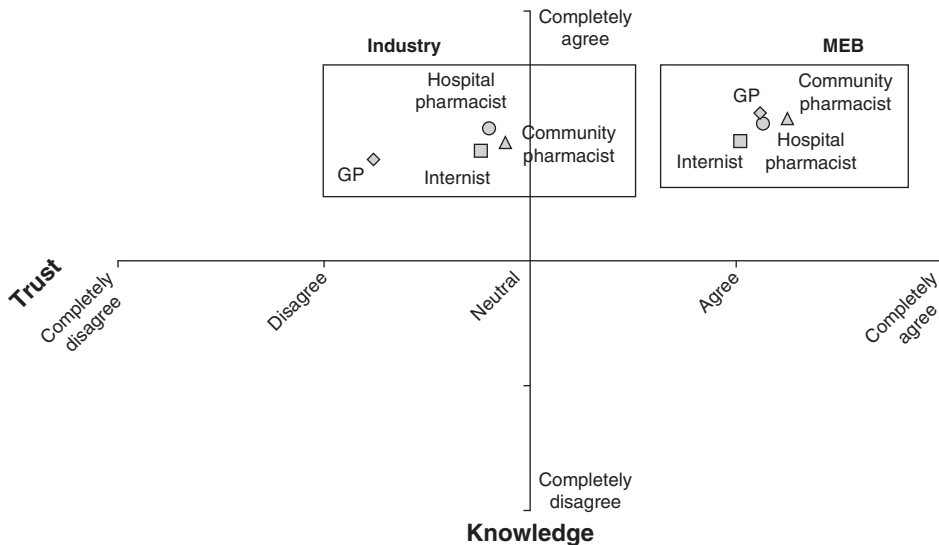 Completely
agree
Industry
MEB
Hospital
pharmacist
Community
pharmacist
GP
Internist
Community
pharmacist
GP
Hospital
pharmacist
Internist
Trust
Completely
disagree
Disagree
Neutral
Agree
Completely
agree
Completely
disagree
Knowledge